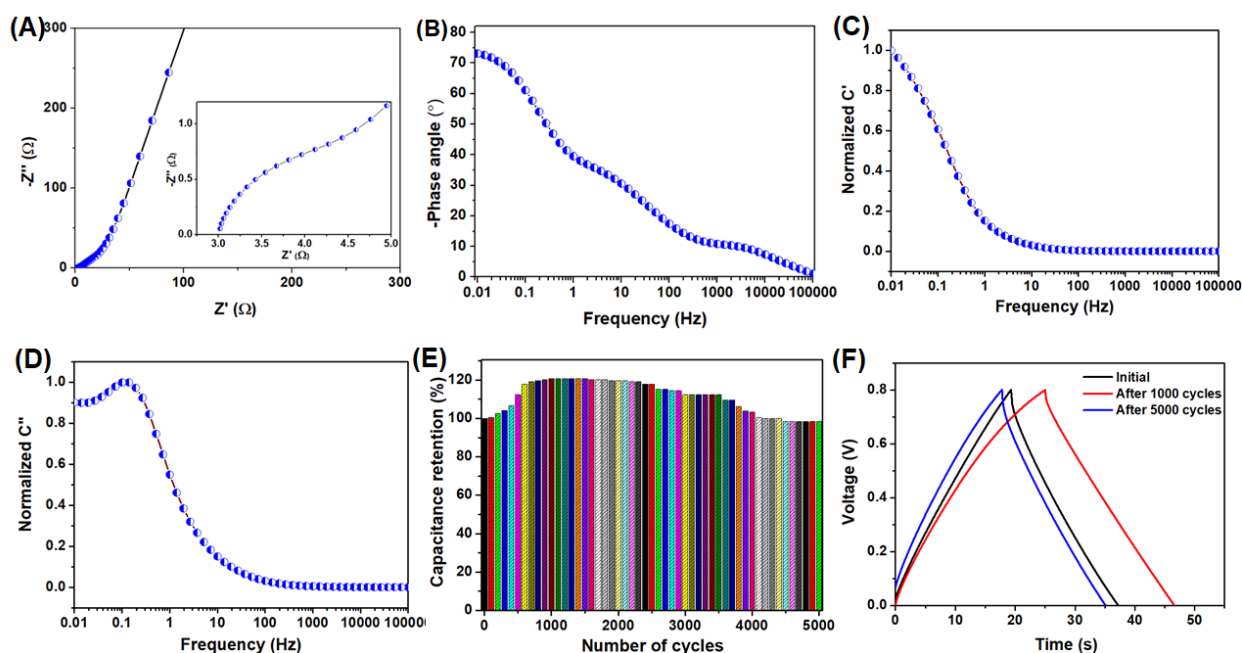 (A)
300
200
100
0
-Z'' (Ω)
0 100 200 300
Z' (Ω)
1.0
0.5
0.0
-Z'' (Ω)
3.0 3.5 4.0 4.5 5.0
Z' (Ω)
(B)
-80
-70
60
50
40
30
20
10
0
-Phase angle (°)
0.01 0.1 1 10 100 1000 10000 100000
Frequency (Hz)
(C)
1.0
0.8
0.6
0.4
0.2
0.0
Normalized C'
0.01 0.1 1 10 100 1000 10000 100000
Frequency (Hz)
(D)
1.0
0.8
0.6
0.4
0.2
0.0
Normalized C''
0.01 0.1 1 10 100 1000 10000 100000
Frequency (Hz)
(E)
120
100
80
60
40
20
0
Capacitance retention (%)
0 1000 2000 3000 4000 5000
Number of cycles
(F)
Initial
After 1000 cycles
After 5000 cycles
0.8
0.4
0.0
Voltage (V)
0 10 20 30 40 50
Time (s)